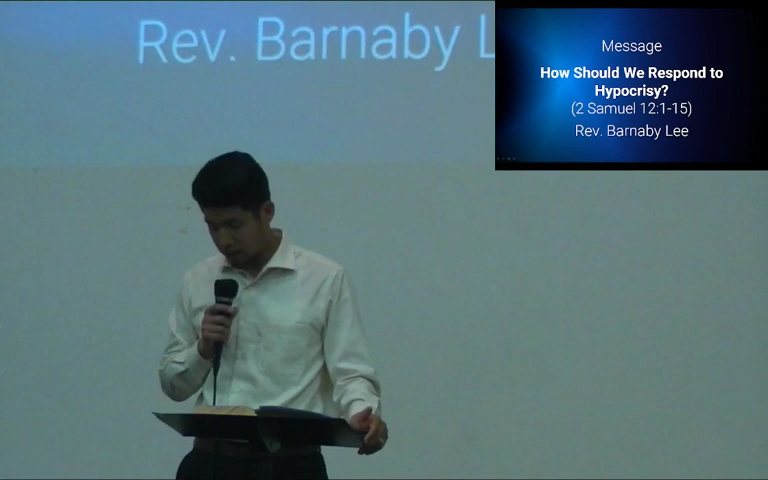 Rev. Barnaby L
Message
How Should We Respond to
Hypocrisy?
(2 Samuel 12:1-15)
Rev. Barnaby Lee